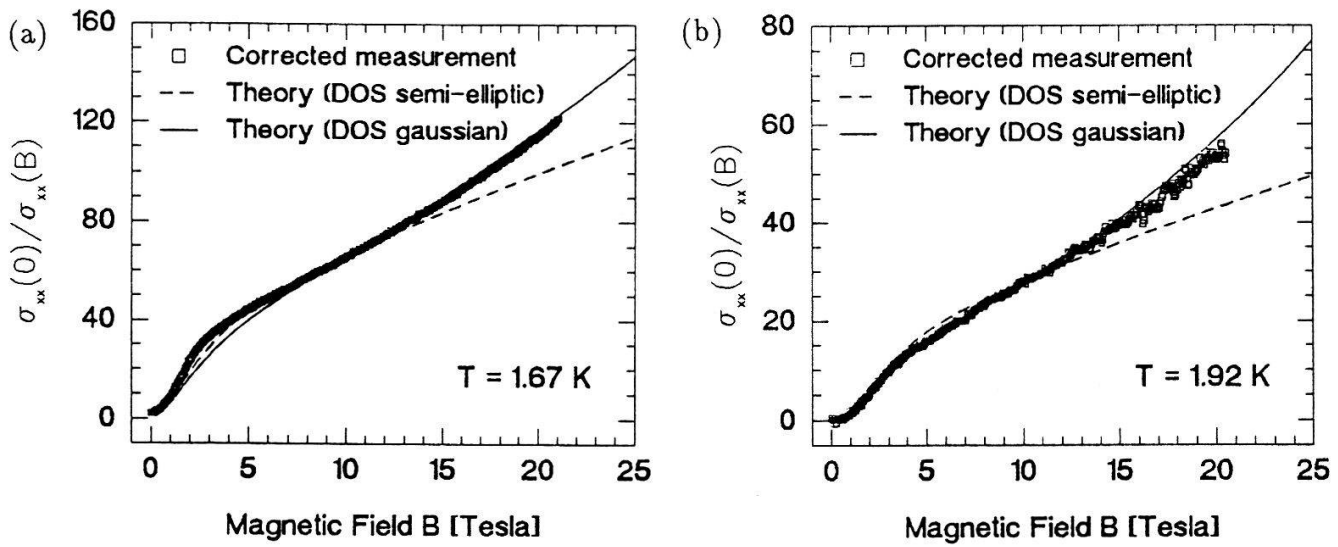 (a)
160
120
80
40
0
σxx(0)/σxx(B)
Corrected measurement
Theory (DOS semi-elliptic)
Theory (DOS gaussian)
T = 1.67 K
0 5 10 15 20 25
Magnetic Field B [Tesla]
(b)
80
60
40
20
0
σxx(0)/σxx(B)
Corrected measurement
Theory (DOS semi-elliptic)
Theory (DOS gaussian)
T = 1.92 K
0 5 10 15 20 25
Magnetic Field B [Tesla]